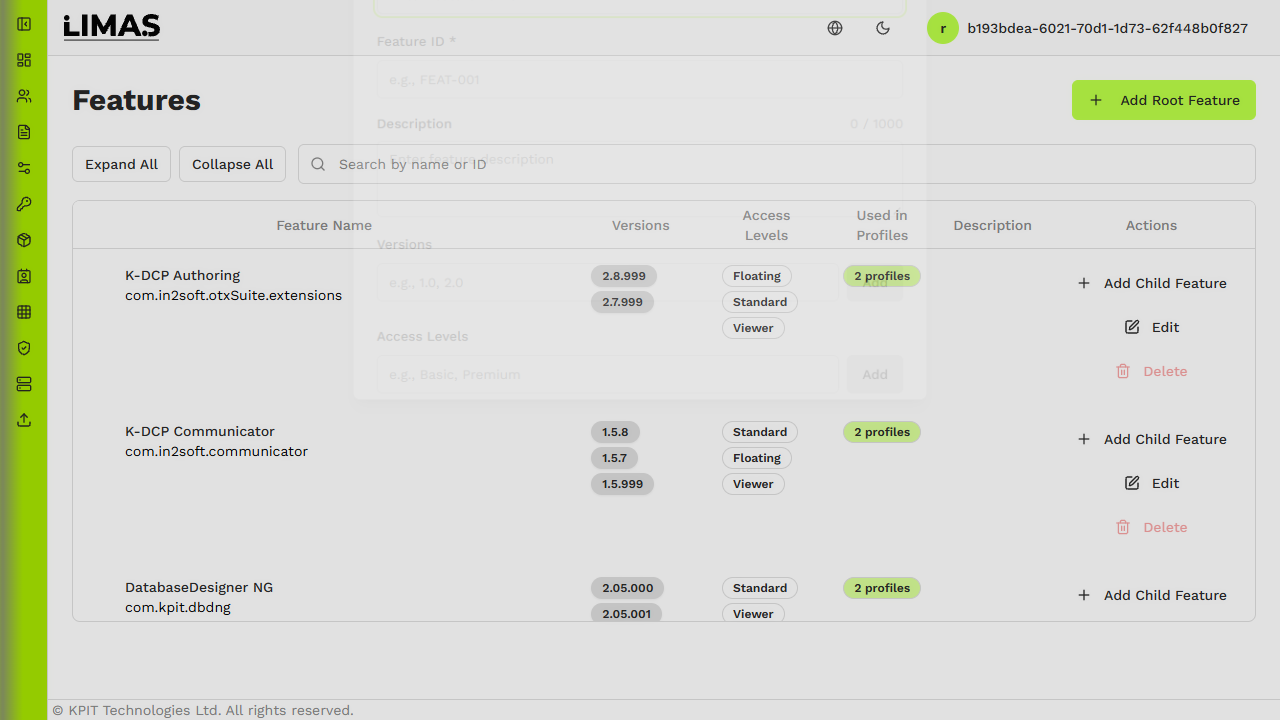 LIMAS
r
b193bdea-6021-70d1-1d73-62f448b0f827
Feature ID *
e.g., FEAT-001
Features
Add Root Feature
Description
0 / 1000
Enter feature description
Expand All
Collapse All
Search by name or ID
Feature Name
Versions
Access Levels
Used in Profiles
Description
Actions
Versions
e.g., 1.0, 2.0
Add
K-DCP Authoring
com.in2soft.otxSuite.extensions
2.8.999
2.7.999
Floating
Standard
Viewer
2 profiles
Add Child Feature
Edit
Delete
Access Levels
e.g., Basic, Premium
Add
K-DCP Communicator
com.in2soft.communicator
1.5.8
1.5.7
1.5.999
Standard
Floating
Viewer
2 profiles
Add Child Feature
Edit
Delete
DatabaseDesigner NG
com.kpit.dbdng
2.05.000
2.05.001
Standard
Viewer
2 profiles
Add Child Feature
© KPIT Technologies Ltd. All rights reserved.